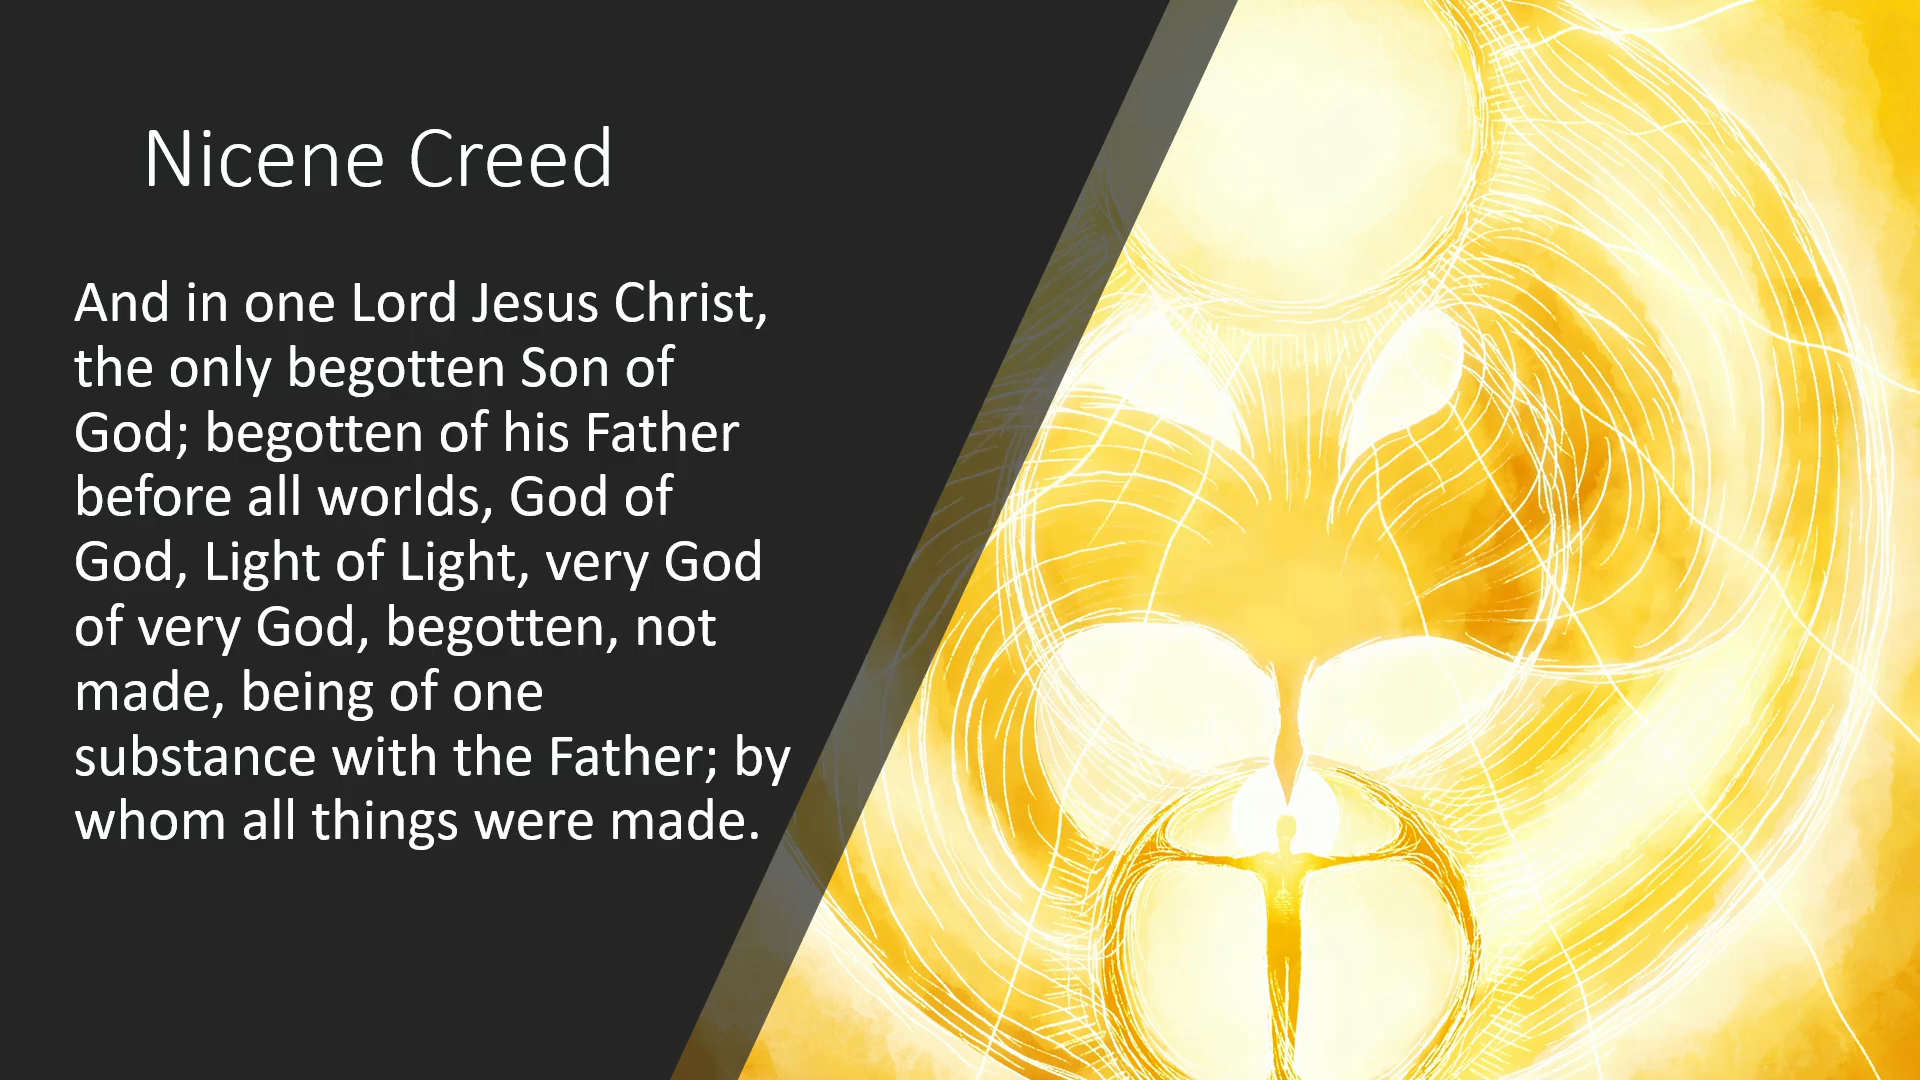 Nicene Creed
And in one Lord Jesus Christ,
the only begotten Son of
God; begotten of his Father
before all worlds, God of
God, Light of Light, very God
of very God, begotten, not
made, being of one
substance with the Father; by
whom all things were made.